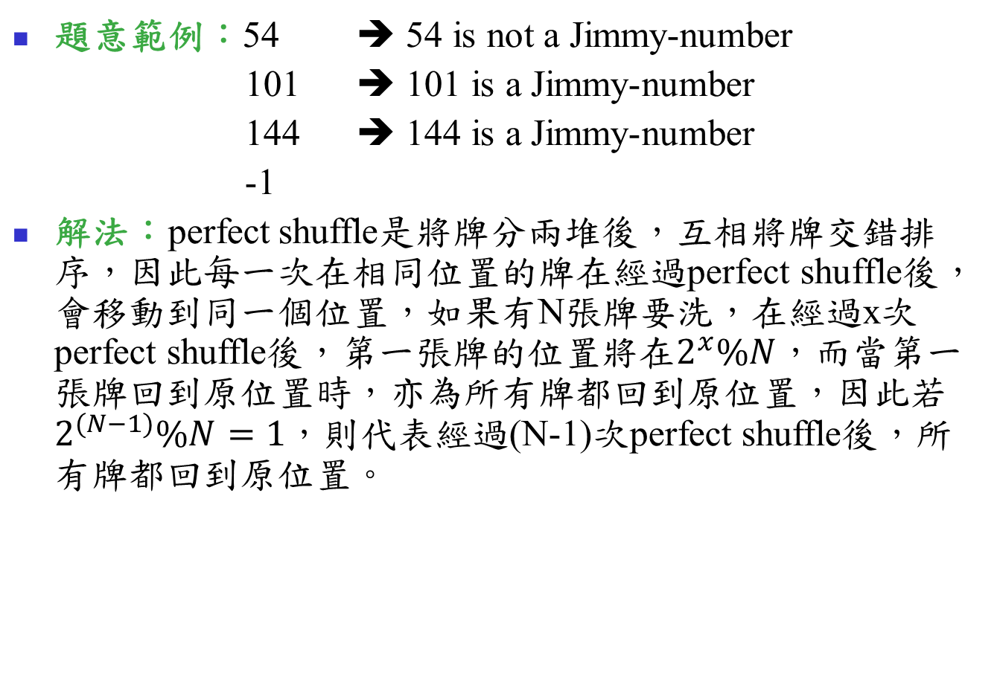 題意範例：54 ➔ 54 is not a Jimmy-number
101 ➔ 101 is a Jimmy-number
144 ➔ 144 is a Jimmy-number
-1
解法：perfect shuffle是將牌分兩堆後，互相將牌交錯排
序，因此每一次在相同位置的牌在經過perfect shuffle後，
會移動到同一個位置，如果有N張牌要洗，在經過x次
perfect shuffle後，第一張牌的位置將在2^x%N，而當第一
張牌回到原位置時，亦為所有牌都回到原位置，因此若
2^(N−1)%N = 1，則代表經過(N-1)次perfect shuffle後，所
有牌都回到原位置。